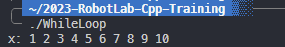 ~/2023-RobotLab-Cpp-Training
./WhileLoop
x: 1 2 3 4 5 6 7 8 9 10